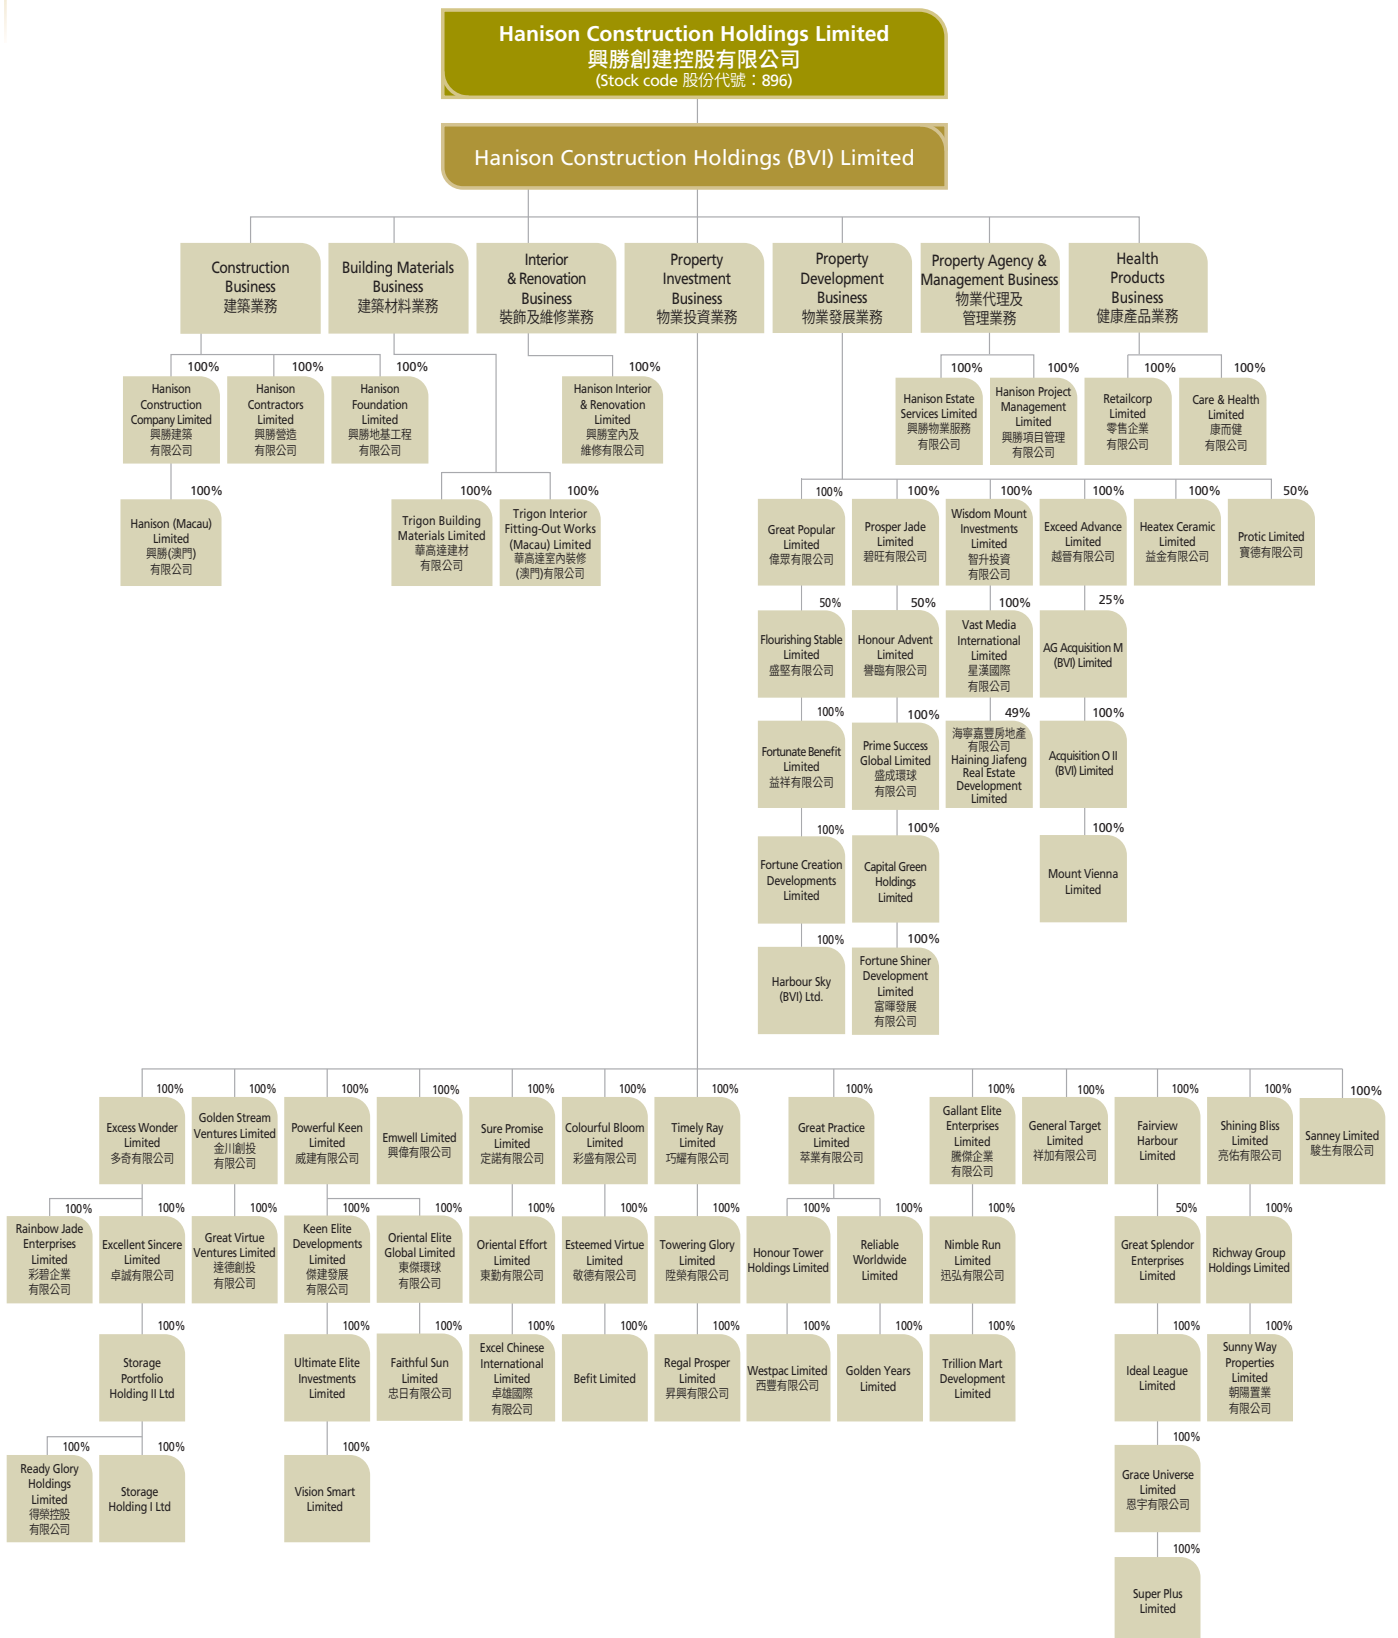 Hanison Construction Holdings Limited
興勝創建控股有限公司
(Stock code 股份代號：896)
Hanison Construction Holdings (BVI) Limited
Construction
Business
建築業務
Building Materials
Business
建築材料業務
Interior
& Renovation
Business
裝飾及維修業務
Property
Investment
Business
物業投資業務
Property
Development
Business
物業發展業務
Property Agency &
Management Business
物業代理及
管理業務
Health
Products
Business
健康產品業務
100%
Hanison
Construction
Company Limited
興勝建築
有限公司
100%
Hanison
Contractors
Limited
興勝營造
有限公司
100%
Hanison
Foundation
Limited
興勝地基工程
有限公司
100%
Hanison Interior
& Renovation
Limited
興勝室內及
維修有限公司
100%
Hanison Estate
Services Limited
興勝物業服務
有限公司
100%
Hanison Project
Management
Limited
興勝項目管理
有限公司
100%
Retailcorp
Limited
零售企業
有限公司
100%
Care & Health
Limited
康而健
有限公司
100%
Hanison (Macau)
Limited
興勝(澳門)
有限公司
100%
Trigon Building
Materials Limited
華高達建材
有限公司
100%
Trigon Interior
Fitting-Out Works
(Macau) Limited
華高達室內裝修
(澳門)有限公司
100%
Great Popular
Limited
偉眾有限公司
100%
Prosper Jade
Limited
碧旺有限公司
100%
Wisdom Mount
Investments
Limited
智升投資
有限公司
100%
Exceed Advance
Limited
越晉有限公司
100%
Heatex Ceramic
Limited
益金有限公司
50%
Protic Limited
寶德有限公司
50%
Flourishing Stable
Limited
盛堅有限公司
50%
Honour Advent
Limited
譽臨有限公司
100%
Vast Media
International
Limited
星漢國際
有限公司
25%
AG Acquisition M
(BVI) Limited
100%
Fortunate Benefit
Limited
益祥有限公司
100%
Prime Success
Global Limited
盛成環球
有限公司
49%
海寧嘉豐房地產
有限公司
Haining Jiafeng
Real Estate
Development
Limited
100%
Acquisition O II
(BVI) Limited
100%
Fortune Creation
Developments
Limited
100%
Capital Green
Holdings
Limited
100%
Mount Vienna
Limited
100%
Harbour Sky
(BVI) Ltd.
100%
Fortune Shiner
Development
Limited
富暉發展
有限公司
100%
Excess Wonder
Limited
多奇有限公司
100%
Golden Stream
Ventures Limited
金川創投
有限公司
100%
Powerful Keen
Limited
威建有限公司
100%
Emwell Limited
興偉有限公司
100%
Sure Promise
Limited
定諾有限公司
100%
Colourful Bloom
Limited
彩盛有限公司
100%
Timely Ray
Limited
巧耀有限公司
100%
Great Practice
Limited
萃業有限公司
100%
Gallant Elite
Enterprises
Limited
騰傑企業
有限公司
100%
General Target
Limited
祥加有限公司
100%
Fairview
Harbour
Limited
100%
Shining Bliss
Limited
亮佑有限公司
100%
Sanney Limited
駿生有限公司
100%
Rainbow Jade
Enterprises
Limited
彩碧企業
有限公司
100%
Excellent Sincere
Limited
卓誠有限公司
100%
Great Virtue
Ventures Limited
達德創投
有限公司
100%
Keen Elite
Developments
Limited
傑建發展
有限公司
100%
Oriental Elite
Global Limited
東傑環球
有限公司
100%
Oriental Effort
Limited
東勤有限公司
100%
Esteemed Virtue
Limited
敬德有限公司
100%
Towering Glory
Limited
陞榮有限公司
100%
Honour Tower
Holdings Limited
100%
Reliable
Worldwide
Limited
100%
Nimble Run
Limited
迅弘有限公司
50%
Great Splendor
Enterprises
Limited
100%
Richway Group
Holdings Limited
100%
Storage
Portfolio
Holding II Ltd
100%
Ultimate Elite
Investments
Limited
100%
Faithful Sun
Limited
忠日有限公司
100%
Excel Chinese
International
Limited
卓雄國際
有限公司
100%
Befit Limited
100%
Regal Prosper
Limited
昇興有限公司
100%
Westpac Limited
西豐有限公司
100%
Golden Years
Limited
100%
Trillion Mart
Development
Limited
100%
Ideal League
Limited
100%
Sunny Way
Properties
Limited
朝陽置業
有限公司
100%
Ready Glory
Holdings
Limited
得榮控股
有限公司
100%
Storage
Holding I Ltd
100%
Vision Smart
Limited
100%
Grace Universe
Limited
恩宇有限公司
100%
Super Plus
Limited